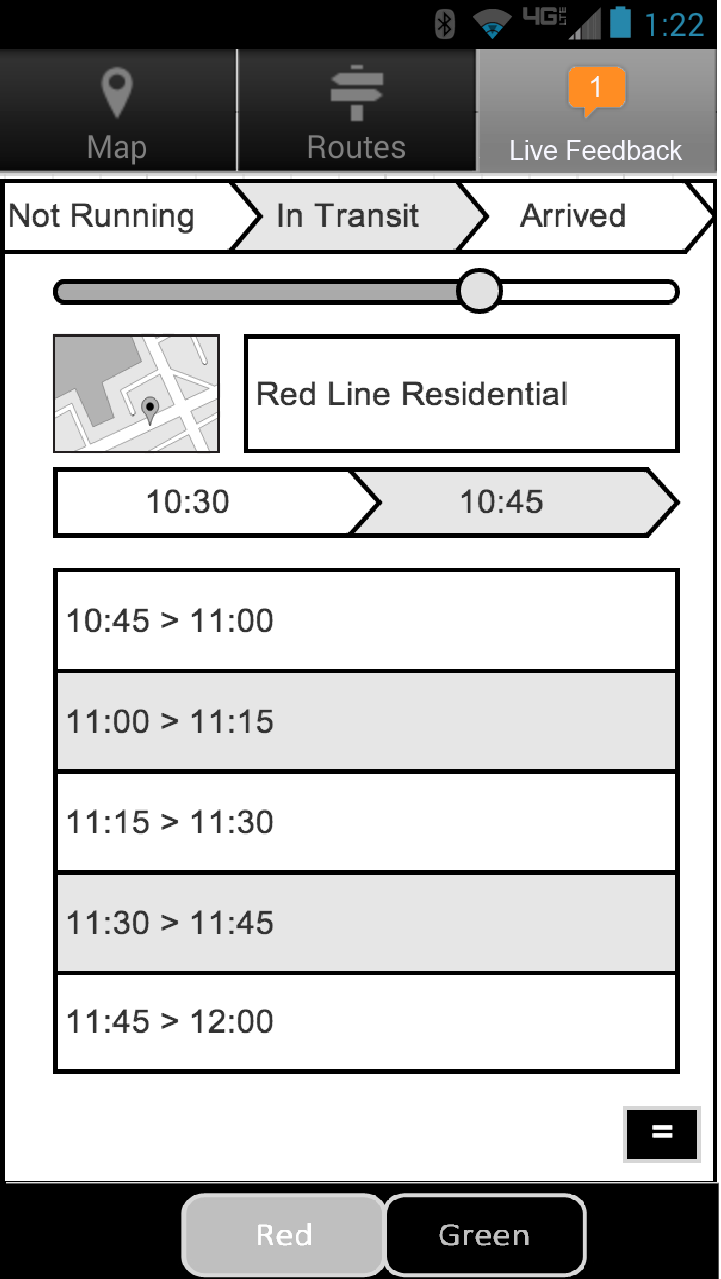 4G LTE 1:22
1
Map Routes Live Feedback
Not Running In Transit Arrived
Red Line Residential
10:30 10:45
10:45 > 11:00
11:00 > 11:15
11:15 > 11:30
11:30 > 11:45
11:45 > 12:00
=
Red Green